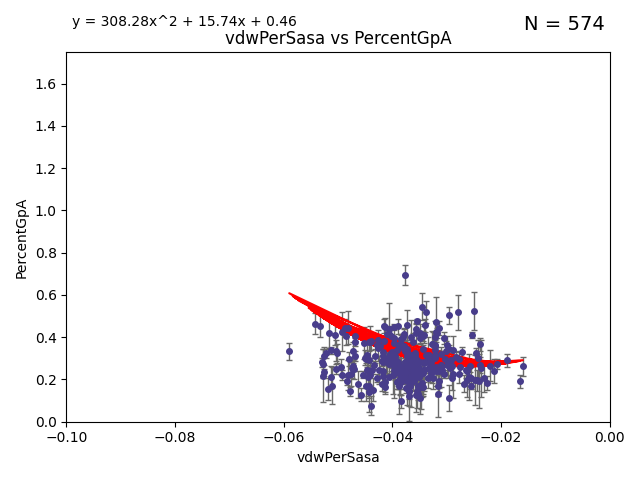 y = 308.28x^2 + 15.74x + 0.46
N = 574
vdwPerSasa vs PercentGpA
PercentGpA
1.6
1.4
1.2
1.0
0.8
0.6
0.4
0.2
0.0
−0.10 −0.08 −0.06 −0.04 −0.02 0.00
vdwPerSasa